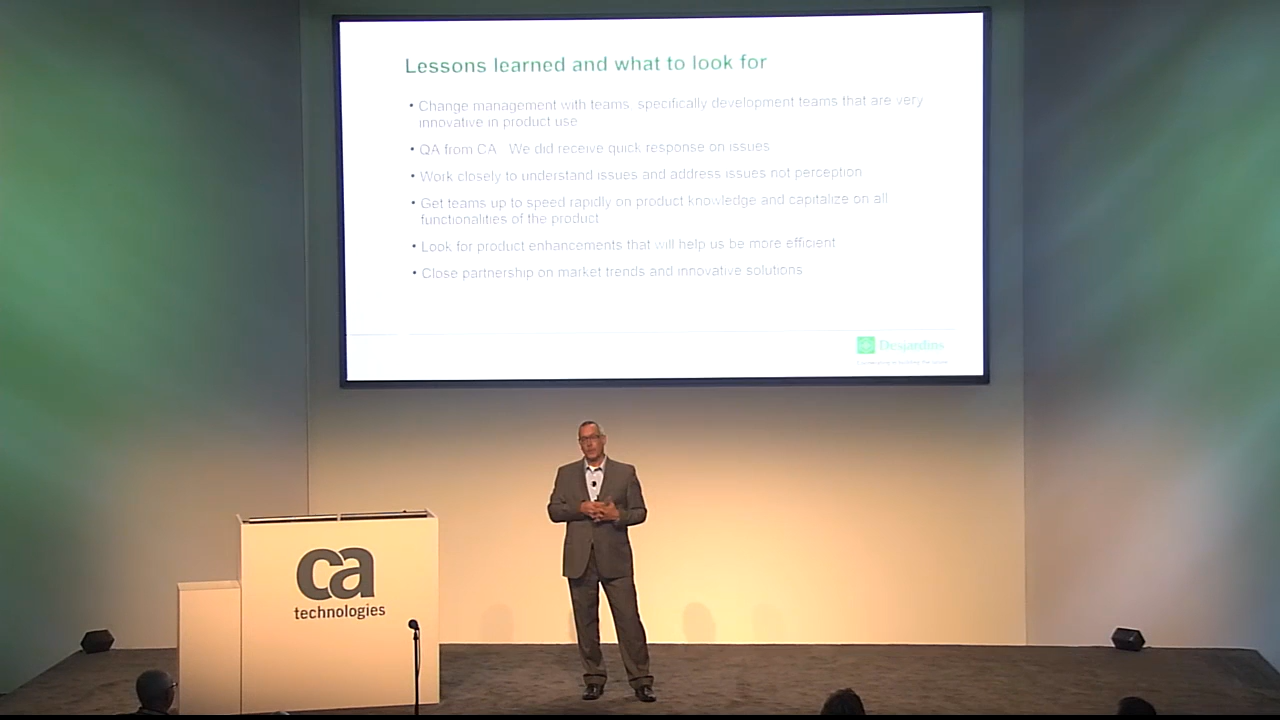 Lessons learned and what to look for
• Change management with teams specifically development teams that are very
innovative in product use
• QA from CA We did receive quick response on issues
• Work closely to understand issues and address issues not perception
• Get teams up to speed rapidly on product knowledge and capitalize on all
functionalities of the product
• Look for product enhancements that will help us be more efficient
• Close partnership on market trends and innovative solutions
Desjardins
ca
technologies